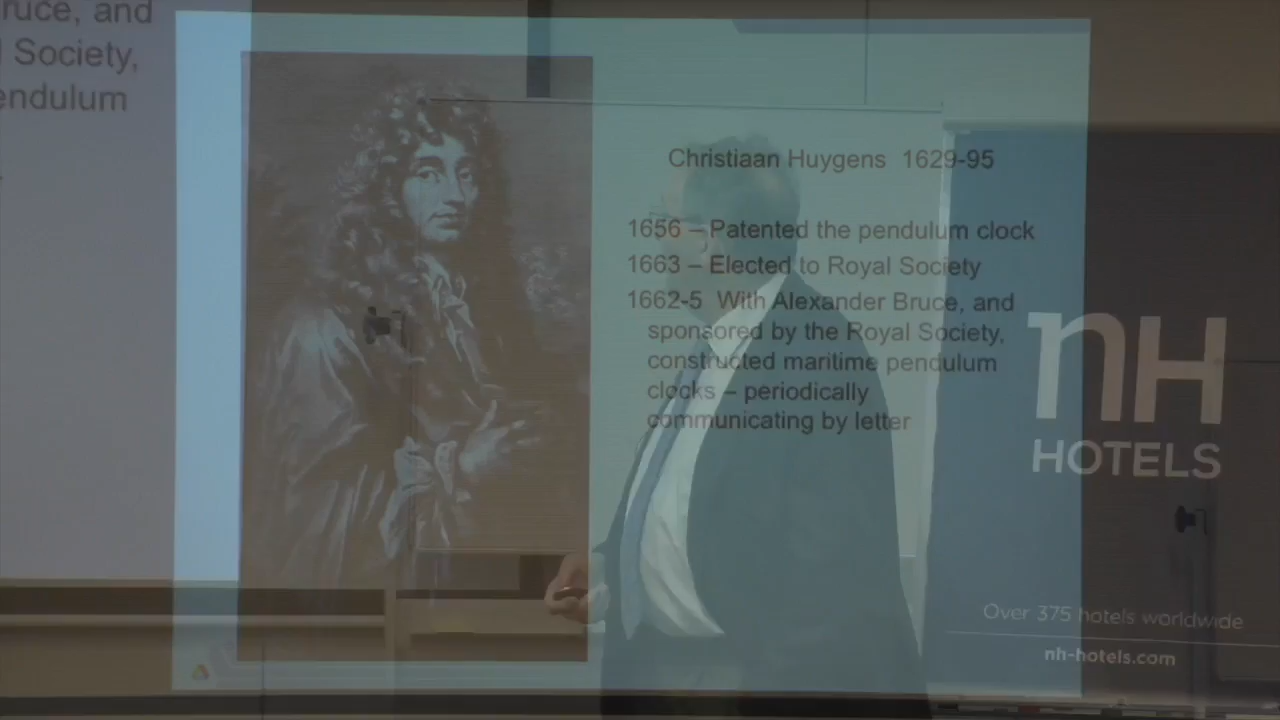 ruce, and
Society,
endulum
Christiaan Huygens 1629-95
1656 – Patented the pendulum clock
1663 – Elected to Royal Society
1662-5 With Alexander Bruce, and
sponsored by the Royal Society,
constructed maritime pendulum
clocks – periodically
communicating by letter
nH
HOTELS
Over 375 hotels worldwide
nh-hotels.com